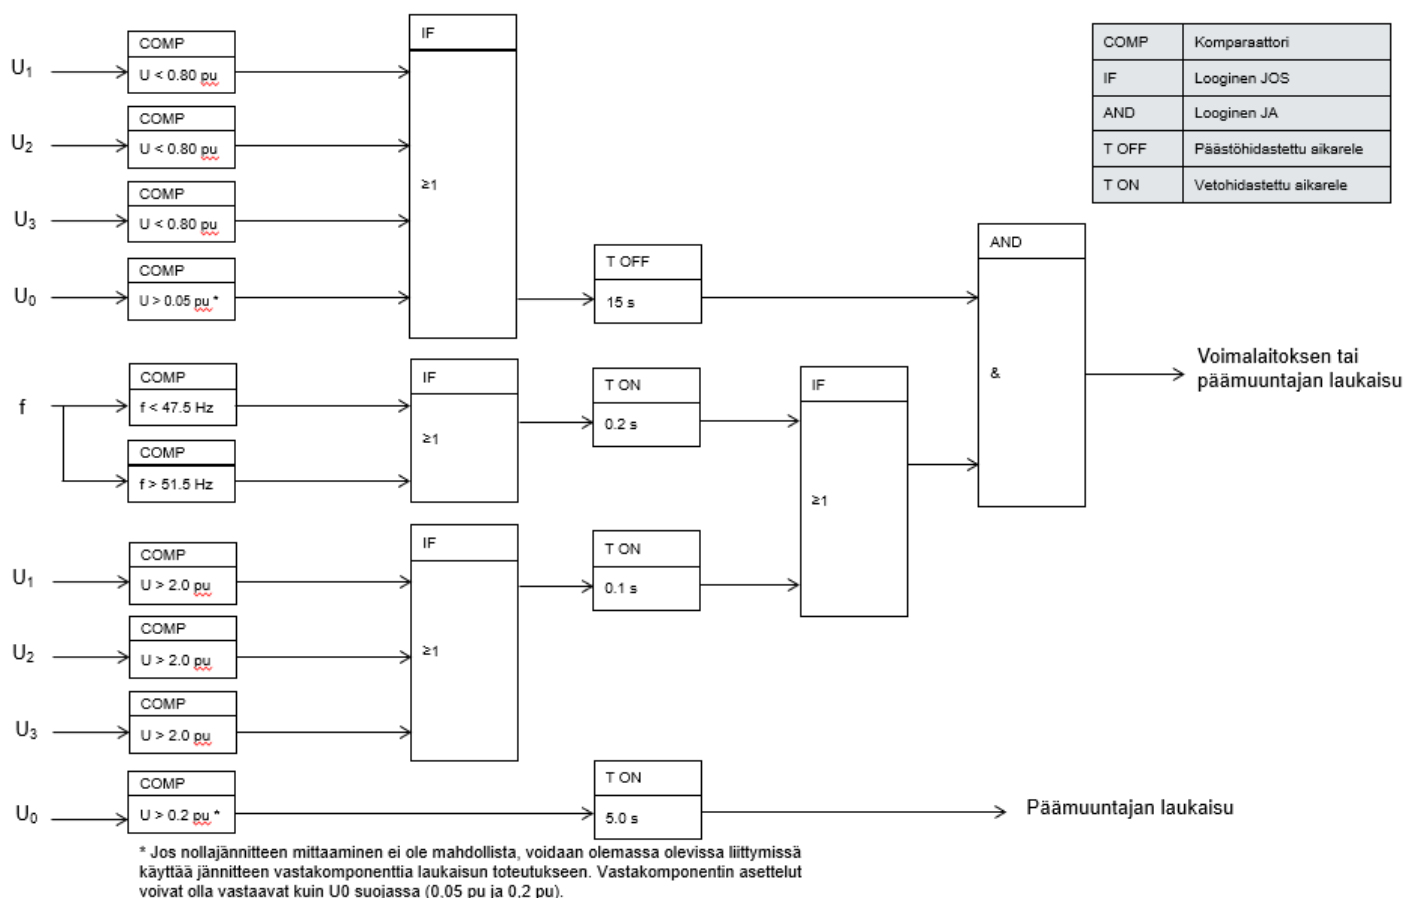 COMP
IF
U1
U < 0.80 pu
COMP
U2
U < 0.80 pu
COMP
U3
U < 0.80 pu
≥1
COMP
U0
U > 0.05 pu *
T OFF
15 s
COMP
f
f < 47.5 Hz
COMP
f > 51.5 Hz
IF
≥1
T ON
0.2 s
COMP
U1
U > 2.0 pu
COMP
U2
U > 2.0 pu
COMP
U3
U > 2.0 pu
IF
≥1
T ON
0.1 s
IF
≥1
AND
&
Voimalaitoksen tai
päämuuntajan laukaisu
COMP
U0
U > 0.2 pu *
T ON
5.0 s
Päämuuntajan laukaisu
COMP Komparaattori
IF Looginen JOS
AND Looginen JA
T OFF Päästöhidastettu aikarele
T ON Vetohidastettu aikarele
* Jos nollajännitteen mittaaminen ei ole mahdollista, voidaan olemassa olevissa liittymissä
käyttää jännitteen vastakomponenttia laukaisun toteutukseen. Vastakomponentin asettelut
voivat olla vastaavat kuin U0 suojassa (0,05 pu ja 0,2 pu).